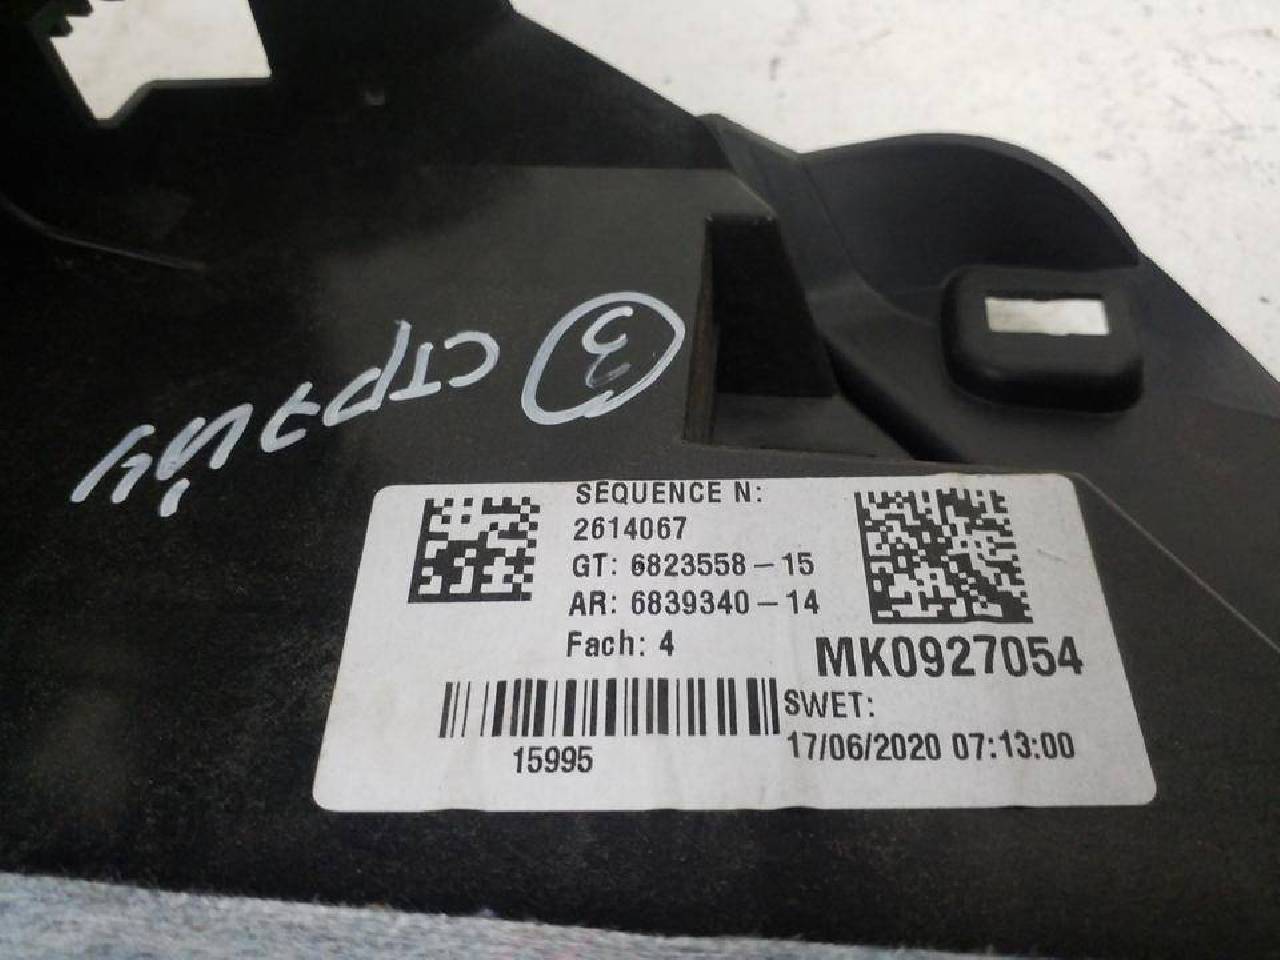 3
SEQUENCE N:
2614067
GT: 6823558-15
AR: 6839340-14
Fach: 4
MK0927054
15995
SWET:
17/06/2020 07:13:00